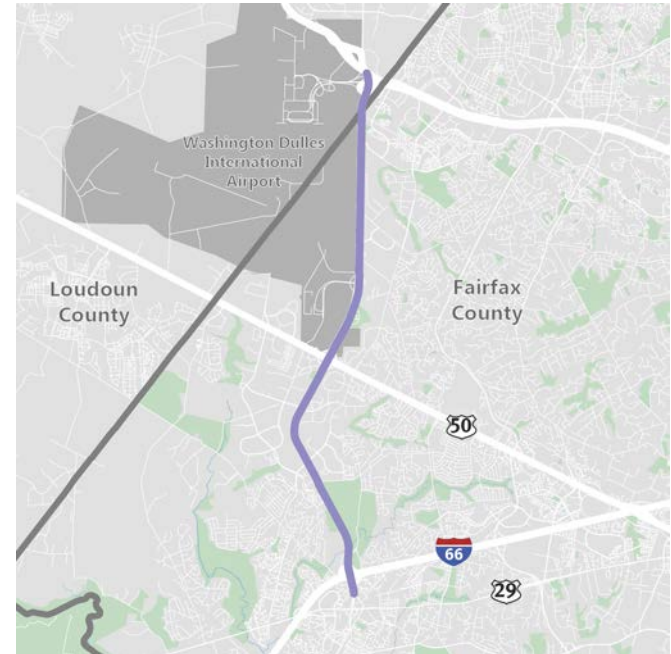 Washington Dulles
International
Airport
Loudoun
County
Fairfax
County
50
66
29